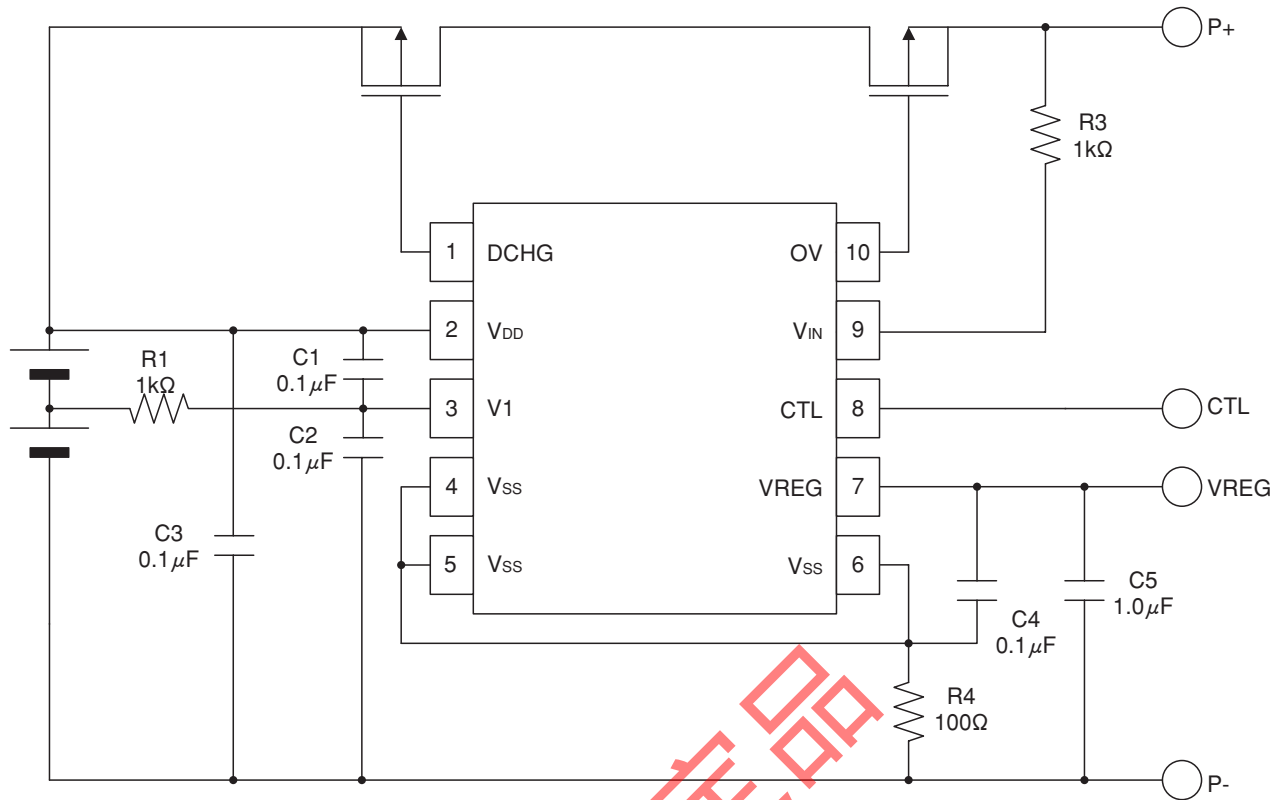 P+
R3
1kΩ
1 DCHG OV 10
2 VDD VIN 9
R1
1kΩ
C1
0.1μF
3 V1 CTL 8 CTL
C2
0.1μF
4 VSS VREG 7 VREG
C3
0.1μF
5 VSS VSS 6
C4
0.1μF
C5
1.0μF
R4
100Ω
品
P-